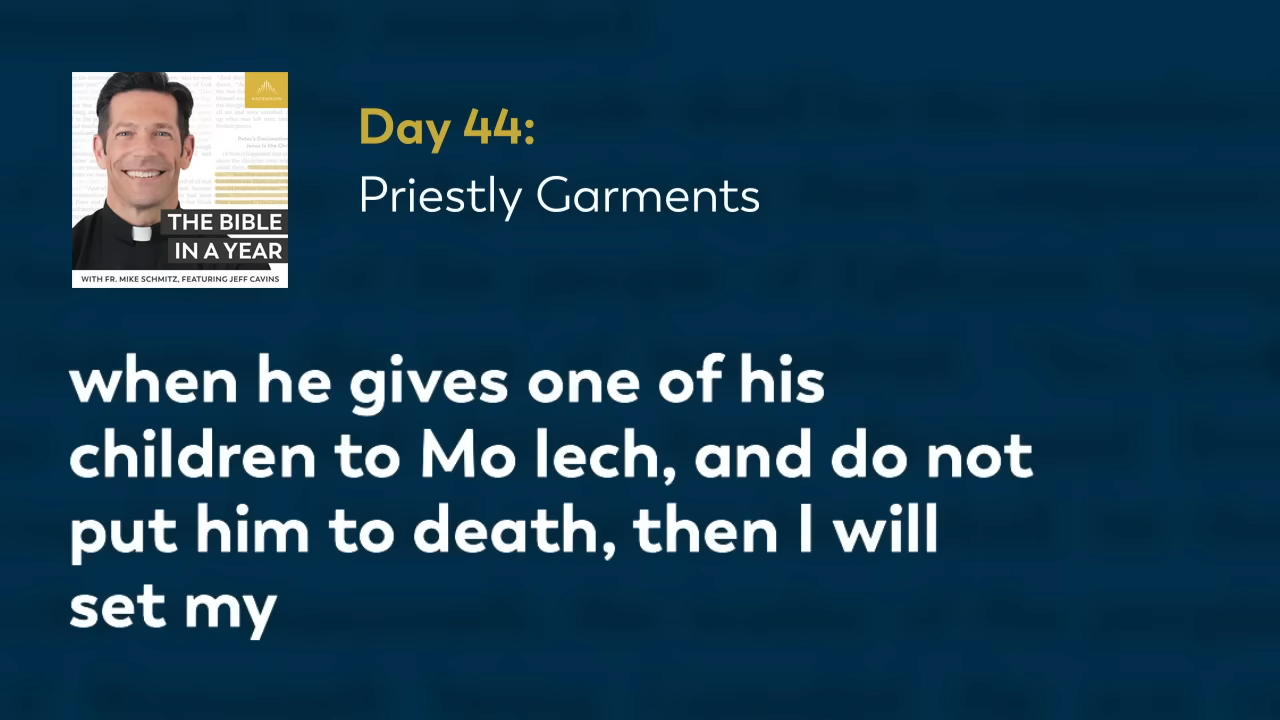 Day 44:
Priestly Garments
THE BIBLE
IN A YEAR
WITH FR. MIKE SCHMITZ, FEATURING JEFF CAVINS
when he gives one of his
children to Mo lech, and do not
put him to death, then I will
set my